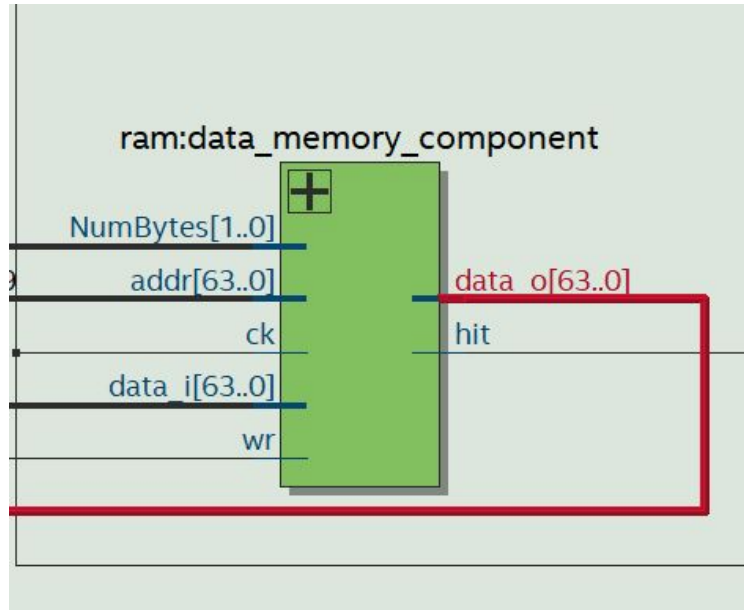 ram:data_memory_component
NumBytes[1..0]
addr[63..0]
data_o[63..0]
ck
hit
data_i[63..0]
wr